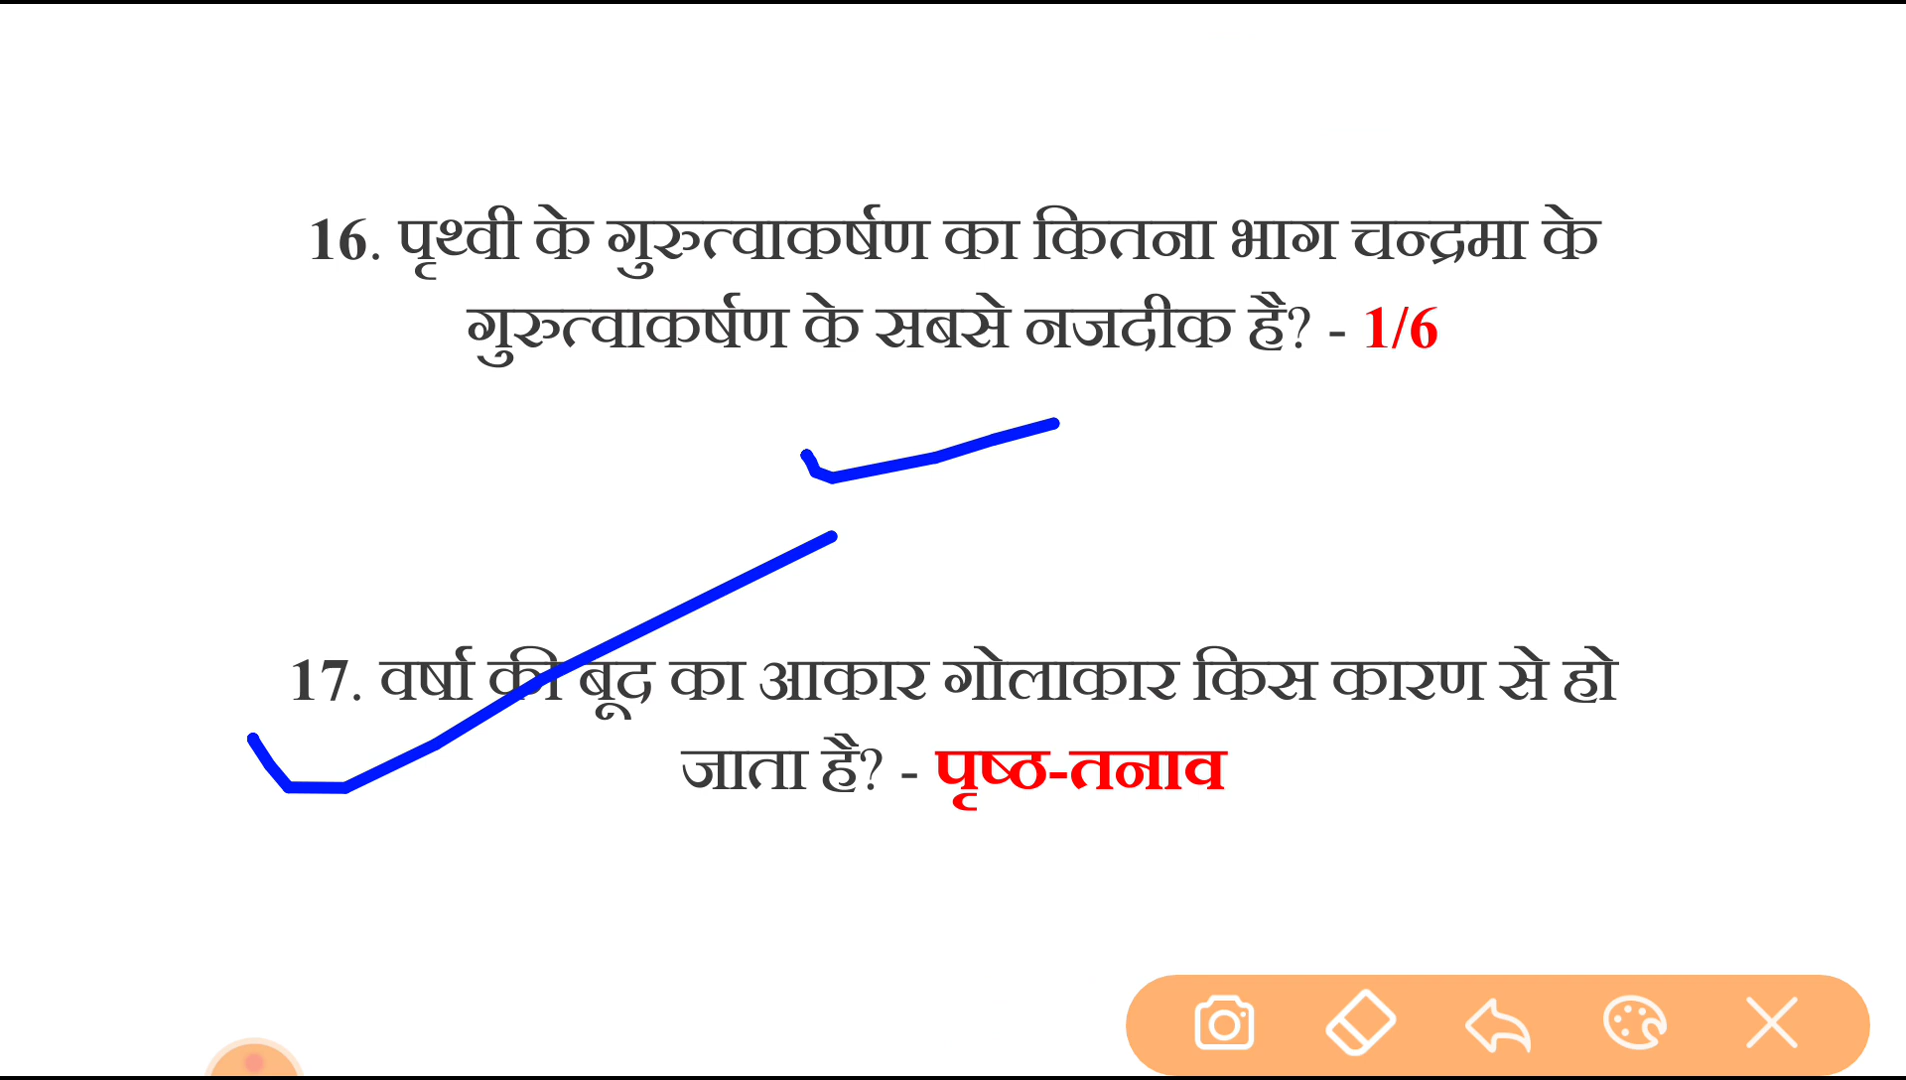 16. पृथ्वी के गुरुत्वाकर्षण का कितना भाग चन्द्रमा के
गुरुत्वाकर्षण के सबसे नजदीक है? - 1/6
17. वर्षा की बूद का आकार गोलाकार किस कारण से हो
जाता है? - पृष्ठ-तनाव